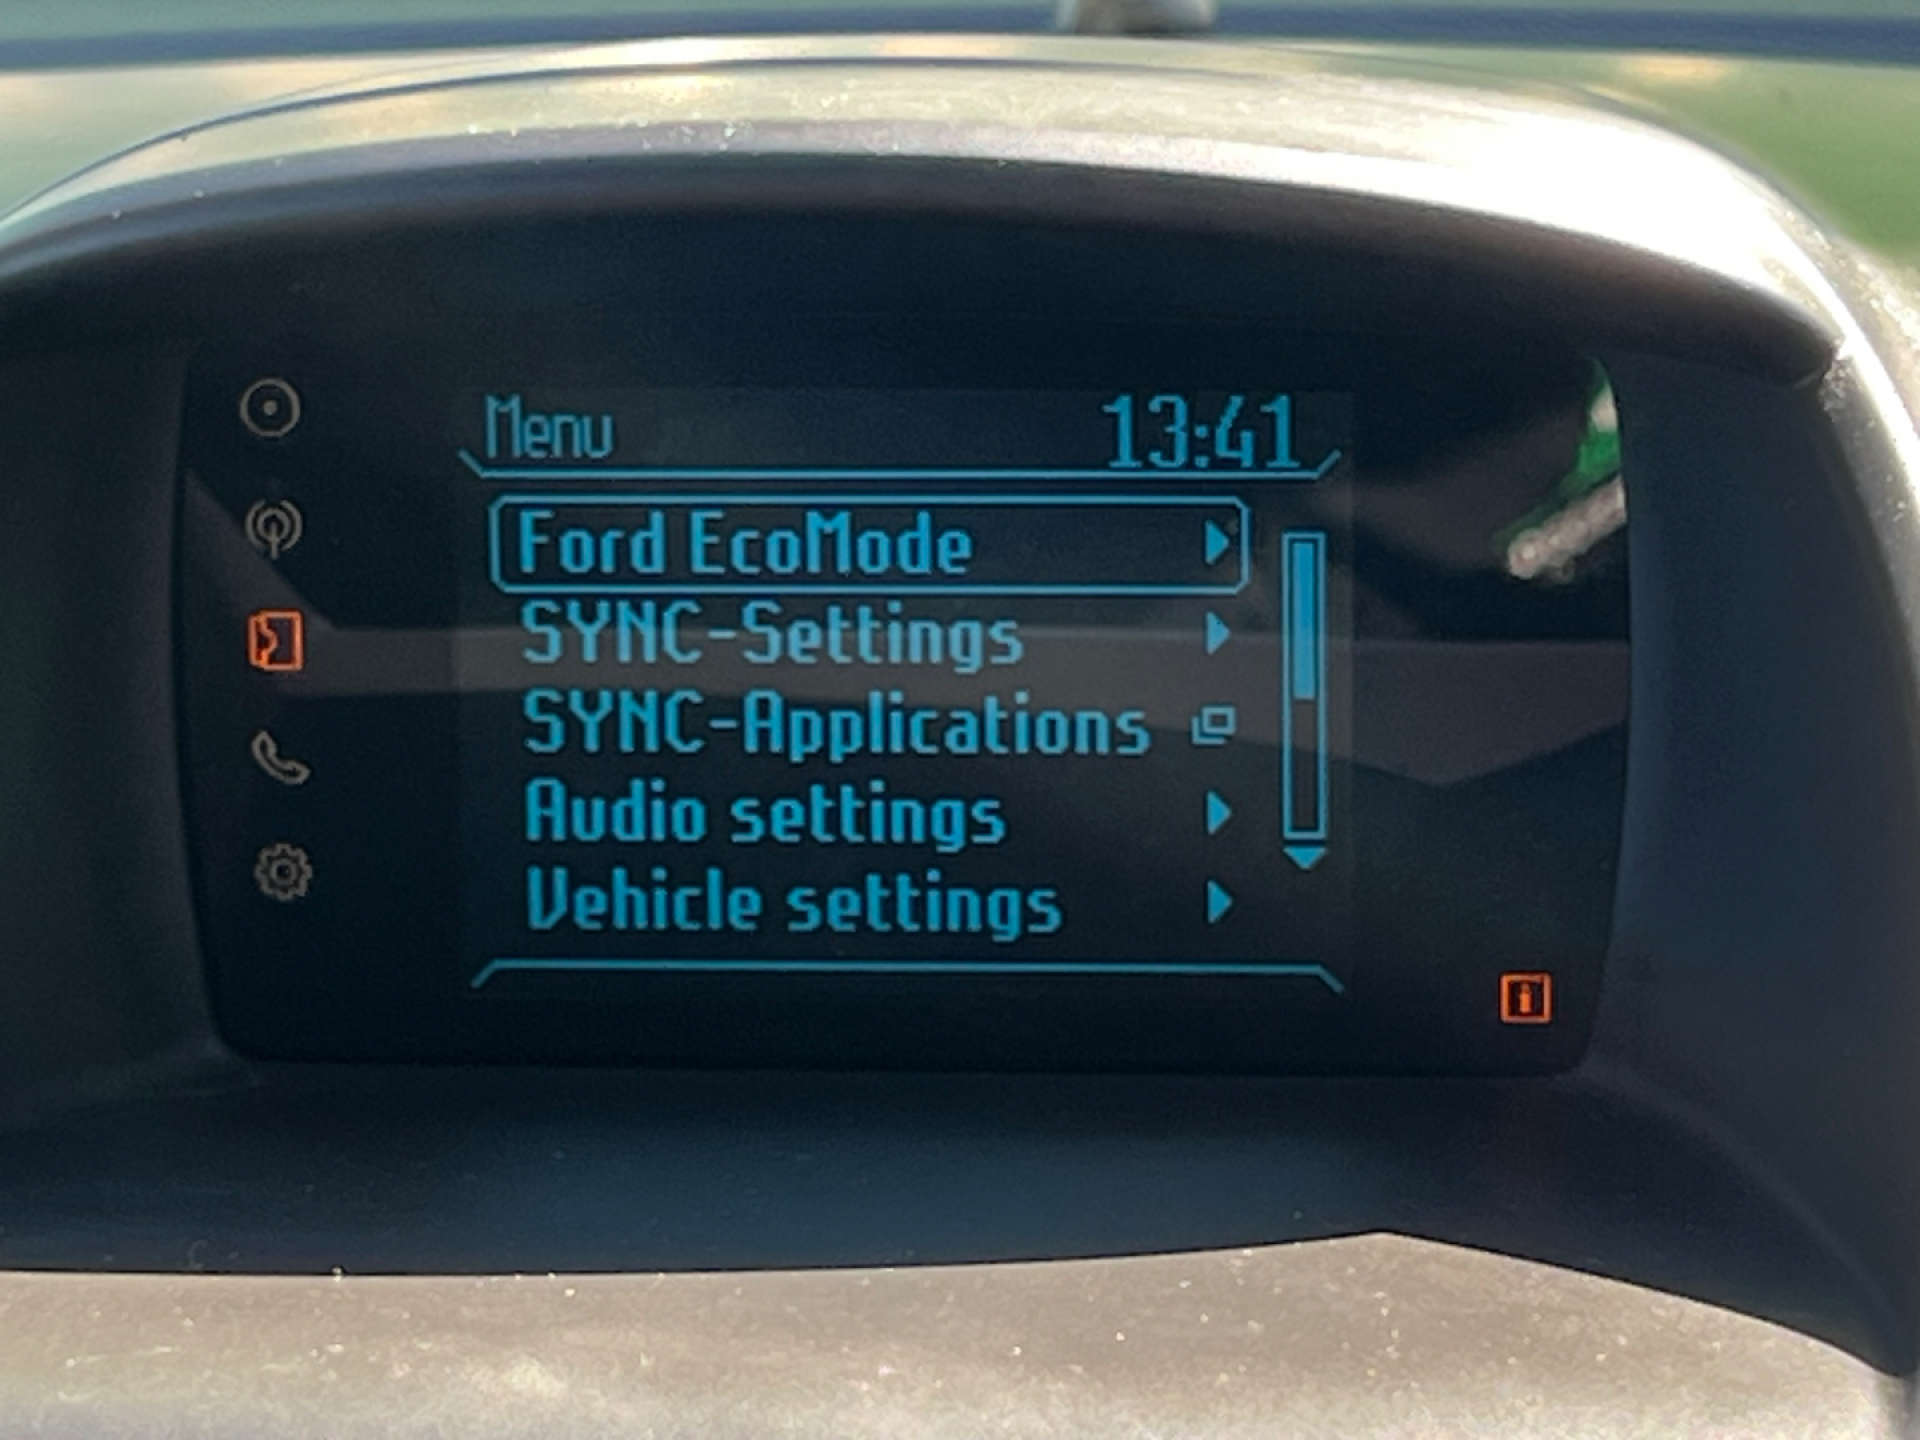 Menu 13:41
Ford EcoMode
SYNC-Settings
SYNC-Applications
Audio settings
Vehicle settings
i